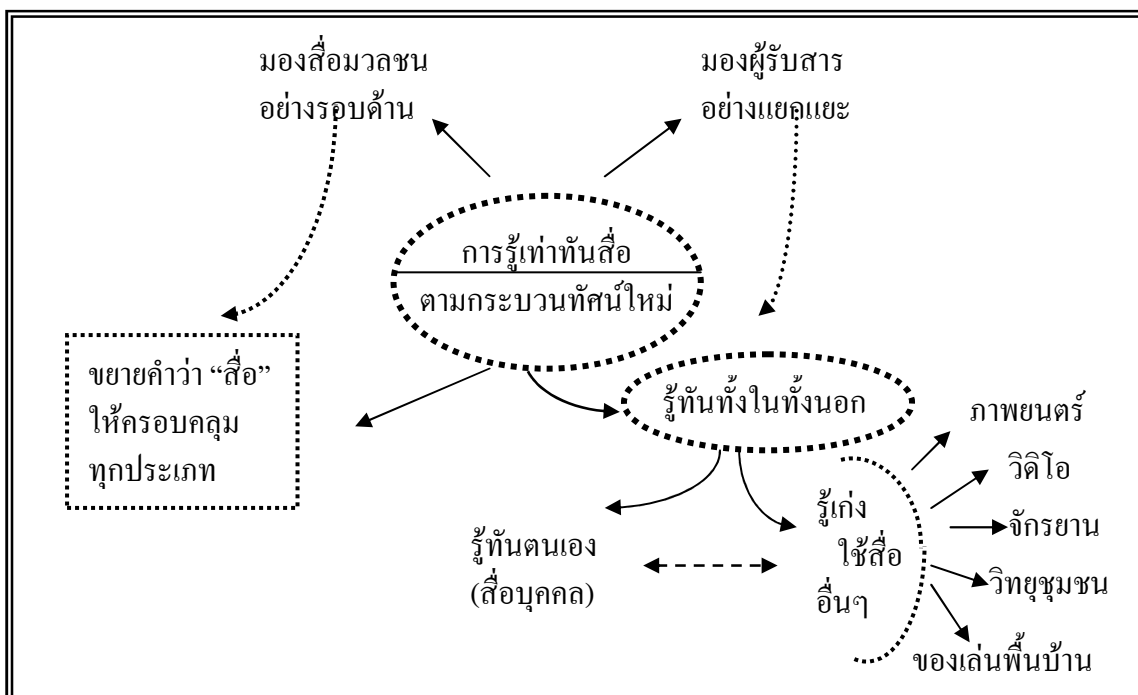 มองสื่อมวลชน
อย่างรอบด้าน
มองผู้รับสาร
อย่างแยกแยะ
การรู้เท่าทันสื่อ
ตามกระบวนทัศน์ใหม่
ขยายคำว่า “สื่อ”
ให้ครอบคลุม
ทุกประเภท
รู้ทันทั้งในทั้งนอก
รู้ทันตนเอง
(สื่อบุคคล)
รู้เก่ง
ใช้สื่อ
อื่นๆ
ภาพยนตร์
วิดิโอ
จักรยาน
วิทยุชุมชน
ของเล่นพื้นบ้าน